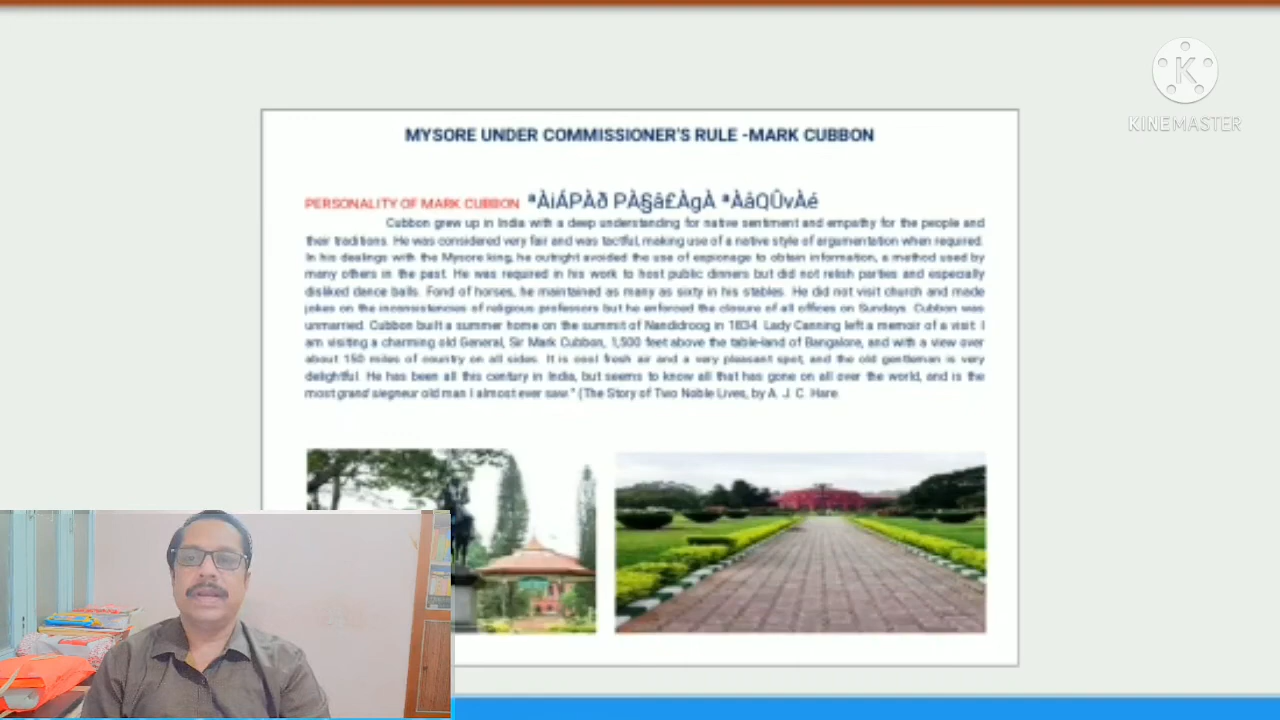 MYSORE UNDER COMMISSIONER'S RULE -MARK CUBBON
K
KINEMASTER
PERSONALITY OF MARK CUBBON ªÀiÁPÀð PÀ§â£ÀgÀ ªÀåQÛvÀé
Cubbon grew up in India with a deep understanding for native sentiment and empathy for the people and
their traditions. He was considered very fair and was tactful, making use of a native style of argumentation when required.
In his dealings with the Mysore king, he outright avoided the use of espionage to obtain information, a method used by
many others in the past. He was required in his work to host public dinners but did not relish parties and especially
disliked dance balls. Fond of horses, he maintained as many as sixty in his stables. He did not visit church and made
jokes on the inconsistencies of religious professors but he enforced the closure of all offices on Sundays. Cubbon was
unmarried. Cubbon built a summer home on the summit of Nandidroog in 1834. Lady Canning left a memoir of a visit: I
am visiting a charming old General, Sir Mark Cubbon, 1,500 feet above the table-land of Bangalore, and with a view over
about 150 miles of country on all sides. It is cool fresh air and a very pleasant spot, and the old gentleman is very
delightful. He has been all this century in India, but seems to know all that has gone on all over the world, and is the
most grand siegneur old man I almost ever saw." (The Story of Two Noble Lives, by A. J. C. Hare.